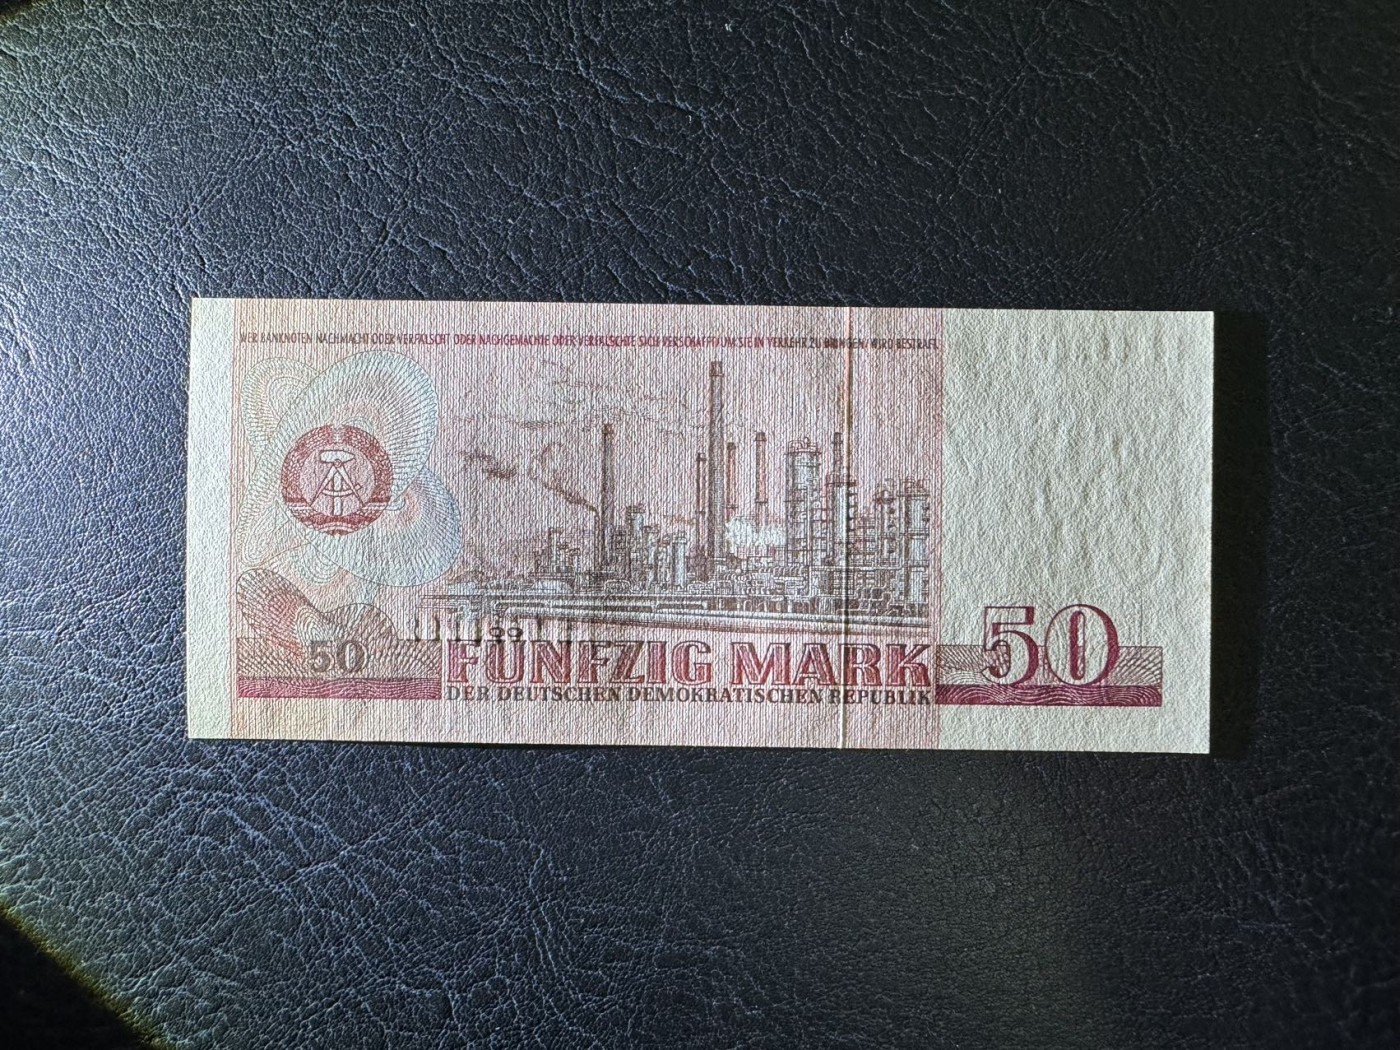 WER BANKNOTEN NACHMACHT ODER VERFÄLSCHT ODER NACHGEMACHTE ODER VERFÄLSCHTE SICH VERSCHAFFT UM SIE IN VERKEHR ZU BRINGEN, WIRD BESTRAFT
50
FÜNFZIG MARK
50
DER DEUTSCHEN DEMOKRATISCHEN REPUBLIK